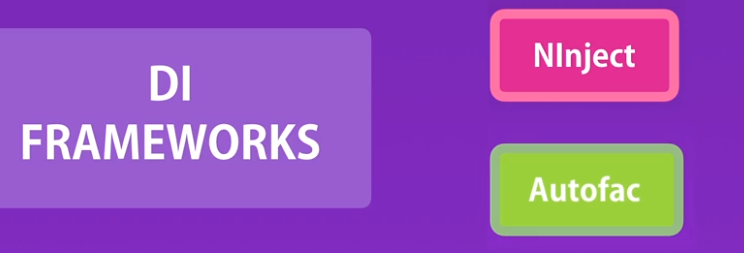 DI
FRAMEWORKS
NInject
Autofac